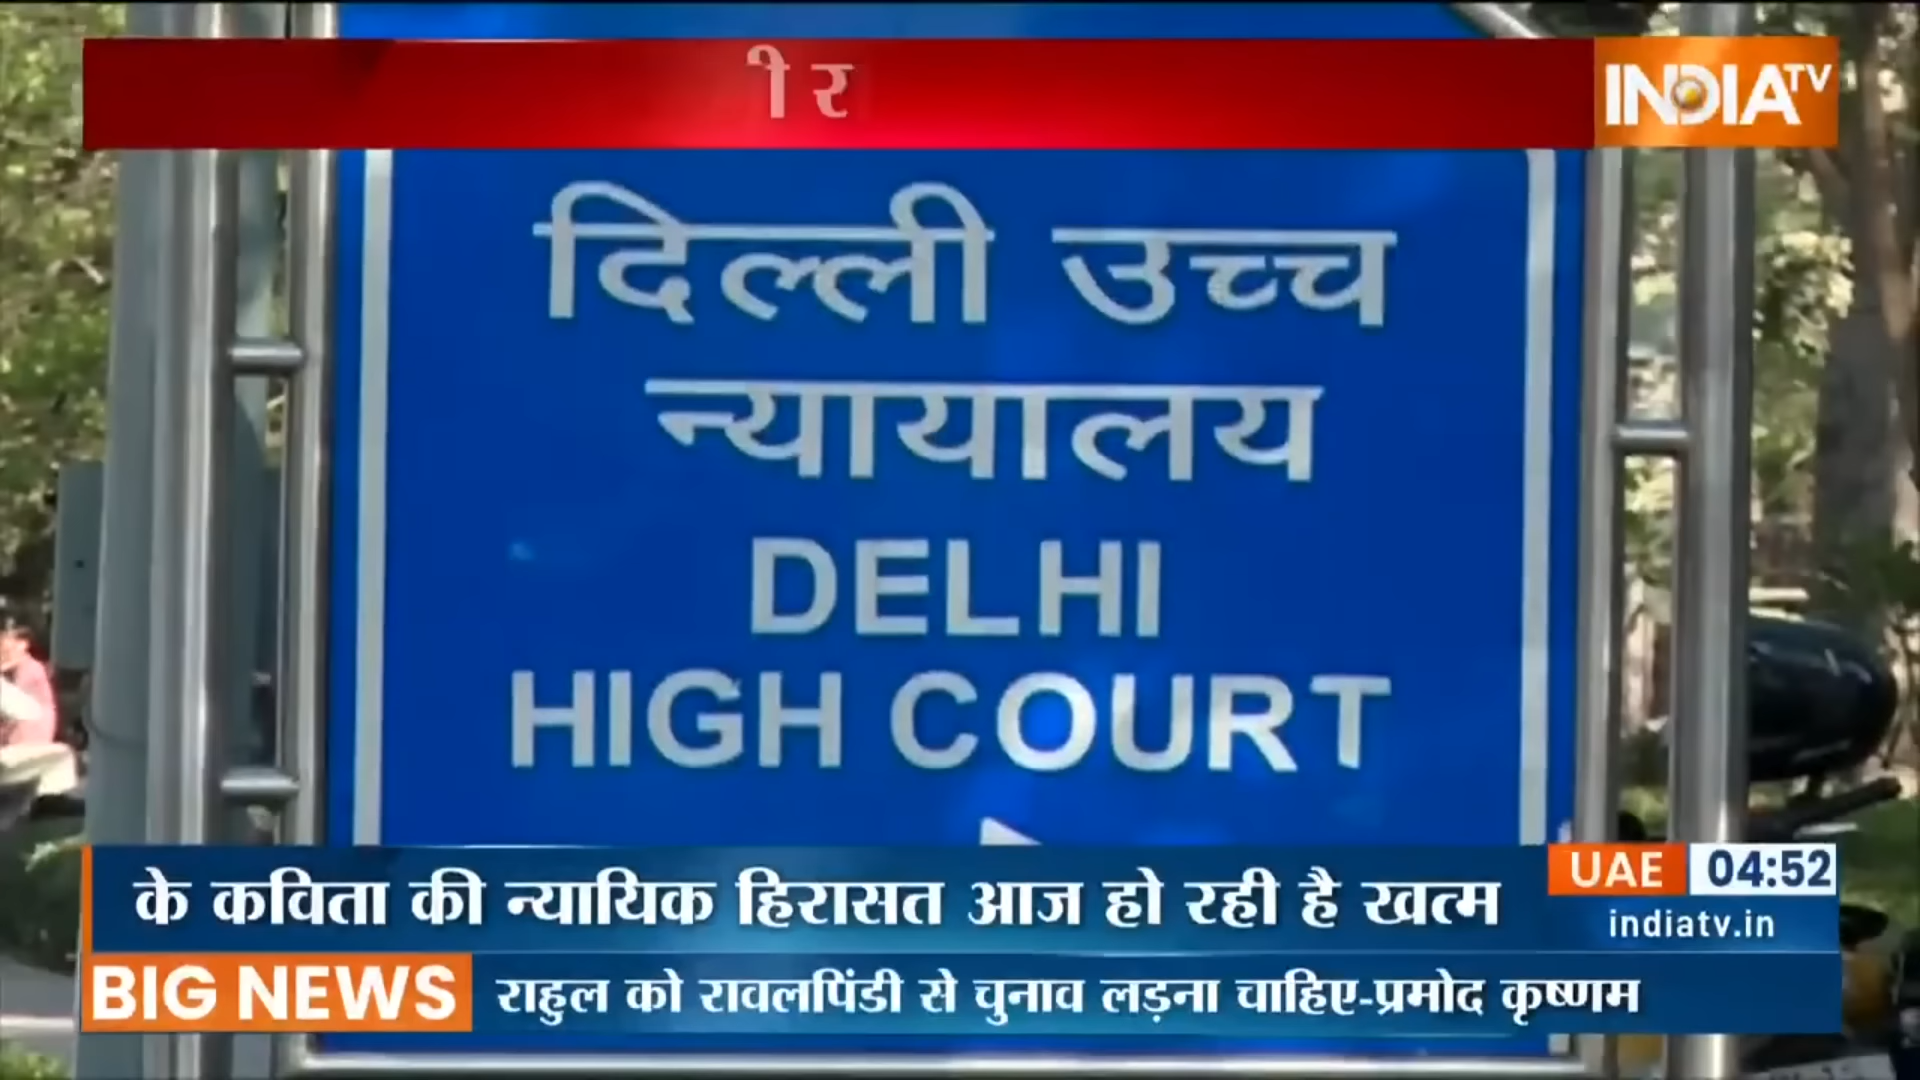 INDIA TV
दिल्ली उच्च
न्यायालय
DELHI
HIGH COURT
के कविता की न्यायिक हिरासत आज हो रही है खत्म
UAE 04:52
indiatv.in
BIG NEWS राहुल को रावलपिंडी से चुनाव लड़ना चाहिए-प्रमोद कृष्णम